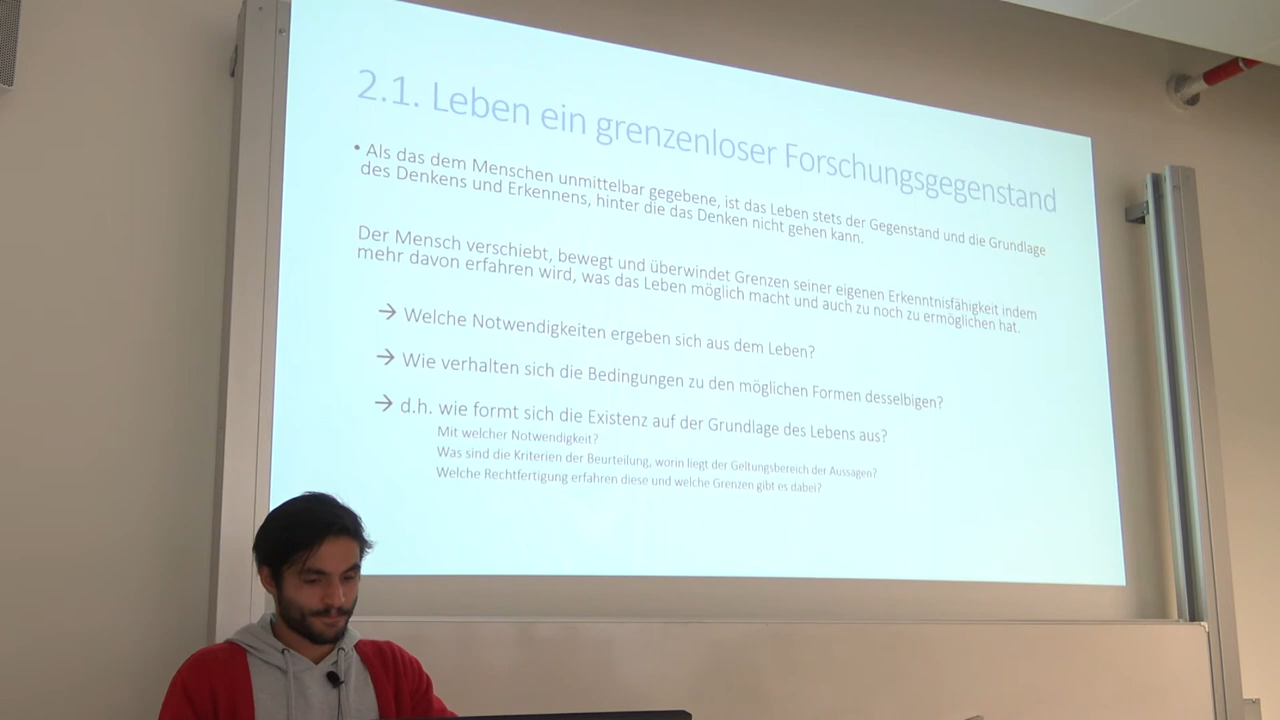 2.1. Leben ein grenzenloser Forschungsgegenstand
• Als das dem Menschen unmittelbar gegebene, ist das Leben stets der Gegenstand und die Grundlage
des Denkens und Erkennens, hinter die das Denken nicht gehen kann.
Der Mensch verschiebt, bewegt und überwindet Grenzen seiner eigenen Erkenntnisfähigkeit indem
mehr davon erfahren wird, was das Leben möglich macht und auch zu noch zu ermöglichen hat.
→ Welche Notwendigkeiten ergeben sich aus dem Leben?
→ Wie verhalten sich die Bedingungen zu den möglichen Formen desselbigen?
→ d.h. wie formt sich die Existenz auf der Grundlage des Lebens aus?
Mit welcher Notwendigkeit?
Was sind die Kriterien der Beurteilung, worin liegt der Geltungsbereich der Aussagen?
Welche Rechtfertigung erfahren diese und welche Grenzen gibt es dabei?